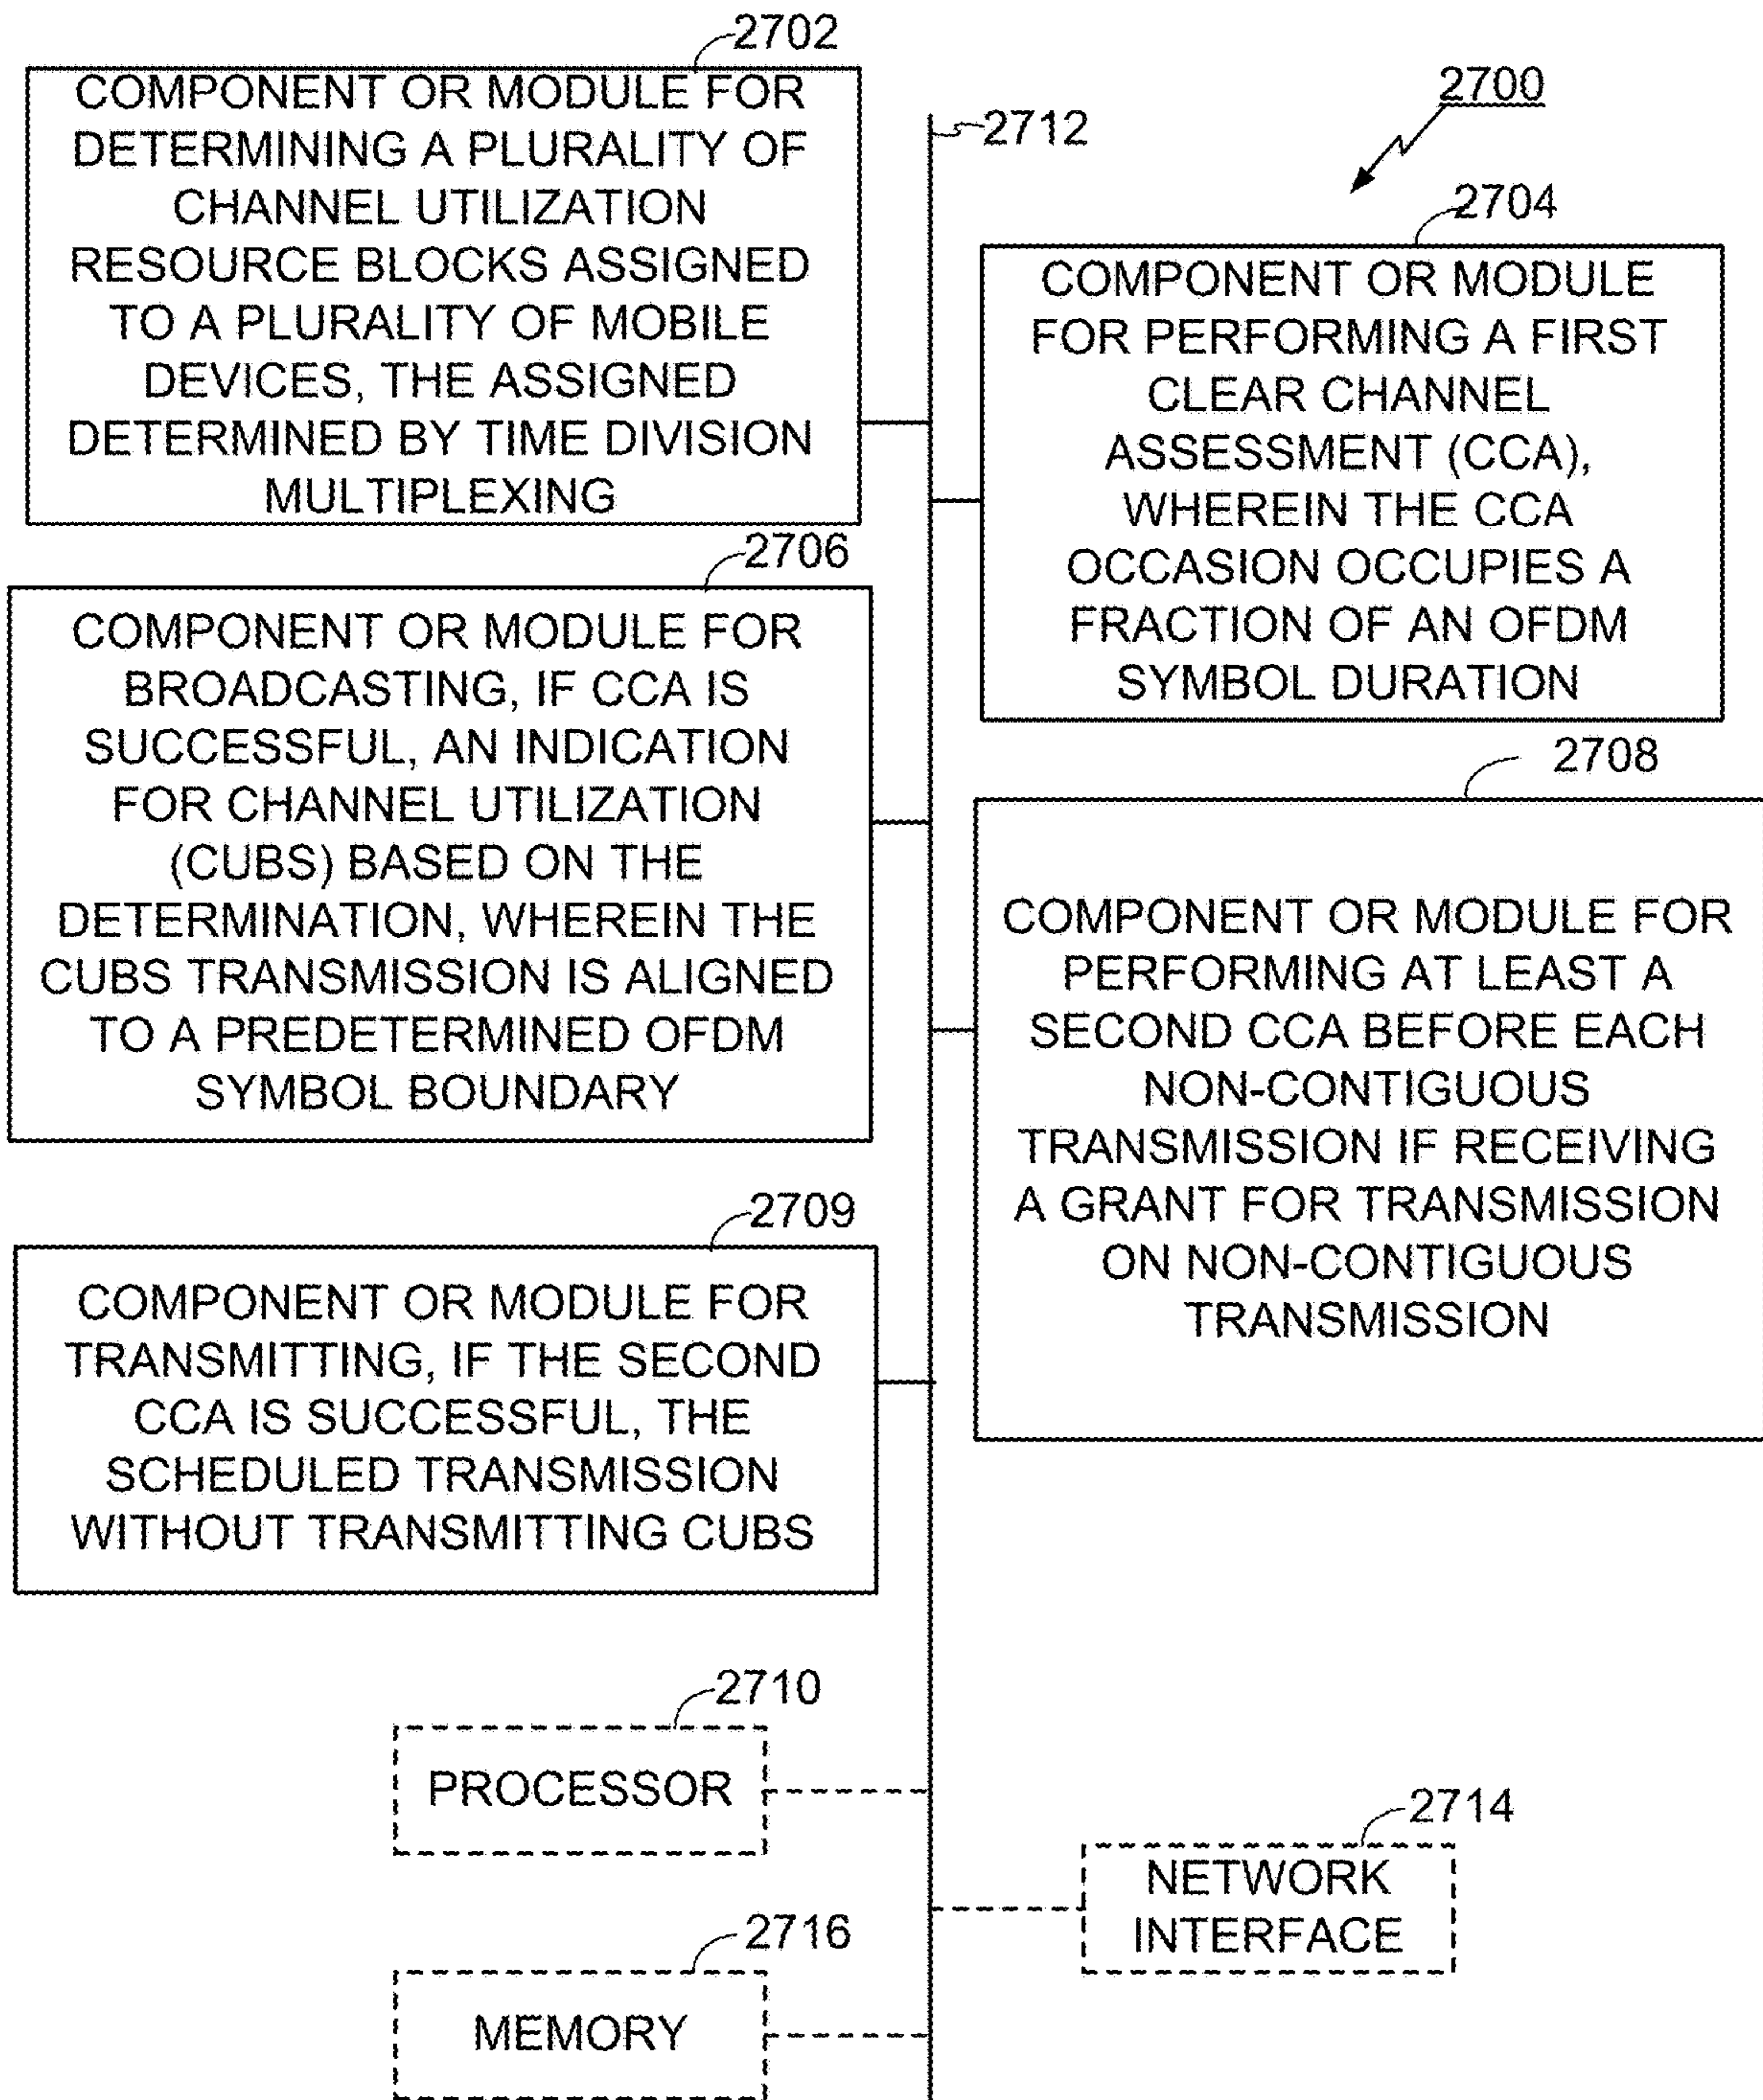 2702
COMPONENT OR MODULE FOR
DETERMINING A PLURALITY OF
CHANNEL UTILIZATION
RESOURCE BLOCKS ASSIGNED
TO A PLURALITY OF MOBILE
DEVICES, THE ASSIGNED
DETERMINED BY TIME DIVISION
MULTIPLEXING
2712
2700
2704
COMPONENT OR MODULE
FOR PERFORMING A FIRST
CLEAR CHANNEL
ASSESSMENT (CCA),
WHEREIN THE CCA
OCCASION OCCUPIES A
FRACTION OF AN OFDM
SYMBOL DURATION
2706
COMPONENT OR MODULE FOR
BROADCASTING, IF CCA IS
SUCCESSFUL, AN INDICATION
FOR CHANNEL UTILIZATION
(CUBS) BASED ON THE
DETERMINATION, WHEREIN THE
CUBS TRANSMISSION IS ALIGNED
TO A PREDETERMINED OFDM
SYMBOL BOUNDARY
2708
COMPONENT OR MODULE FOR
PERFORMING AT LEAST A
SECOND CCA BEFORE EACH
NON-CONTIGUOUS
TRANSMISSION IF RECEIVING
A GRANT FOR TRANSMISSION
ON NON-CONTIGUOUS
TRANSMISSION
2709
COMPONENT OR MODULE FOR
TRANSMITTING, IF THE SECOND
CCA IS SUCCESSFUL, THE
SCHEDULED TRANSMISSION
WITHOUT TRANSMITTING CUBS
2710
PROCESSOR
2714
NETWORK
INTERFACE
2716
MEMORY